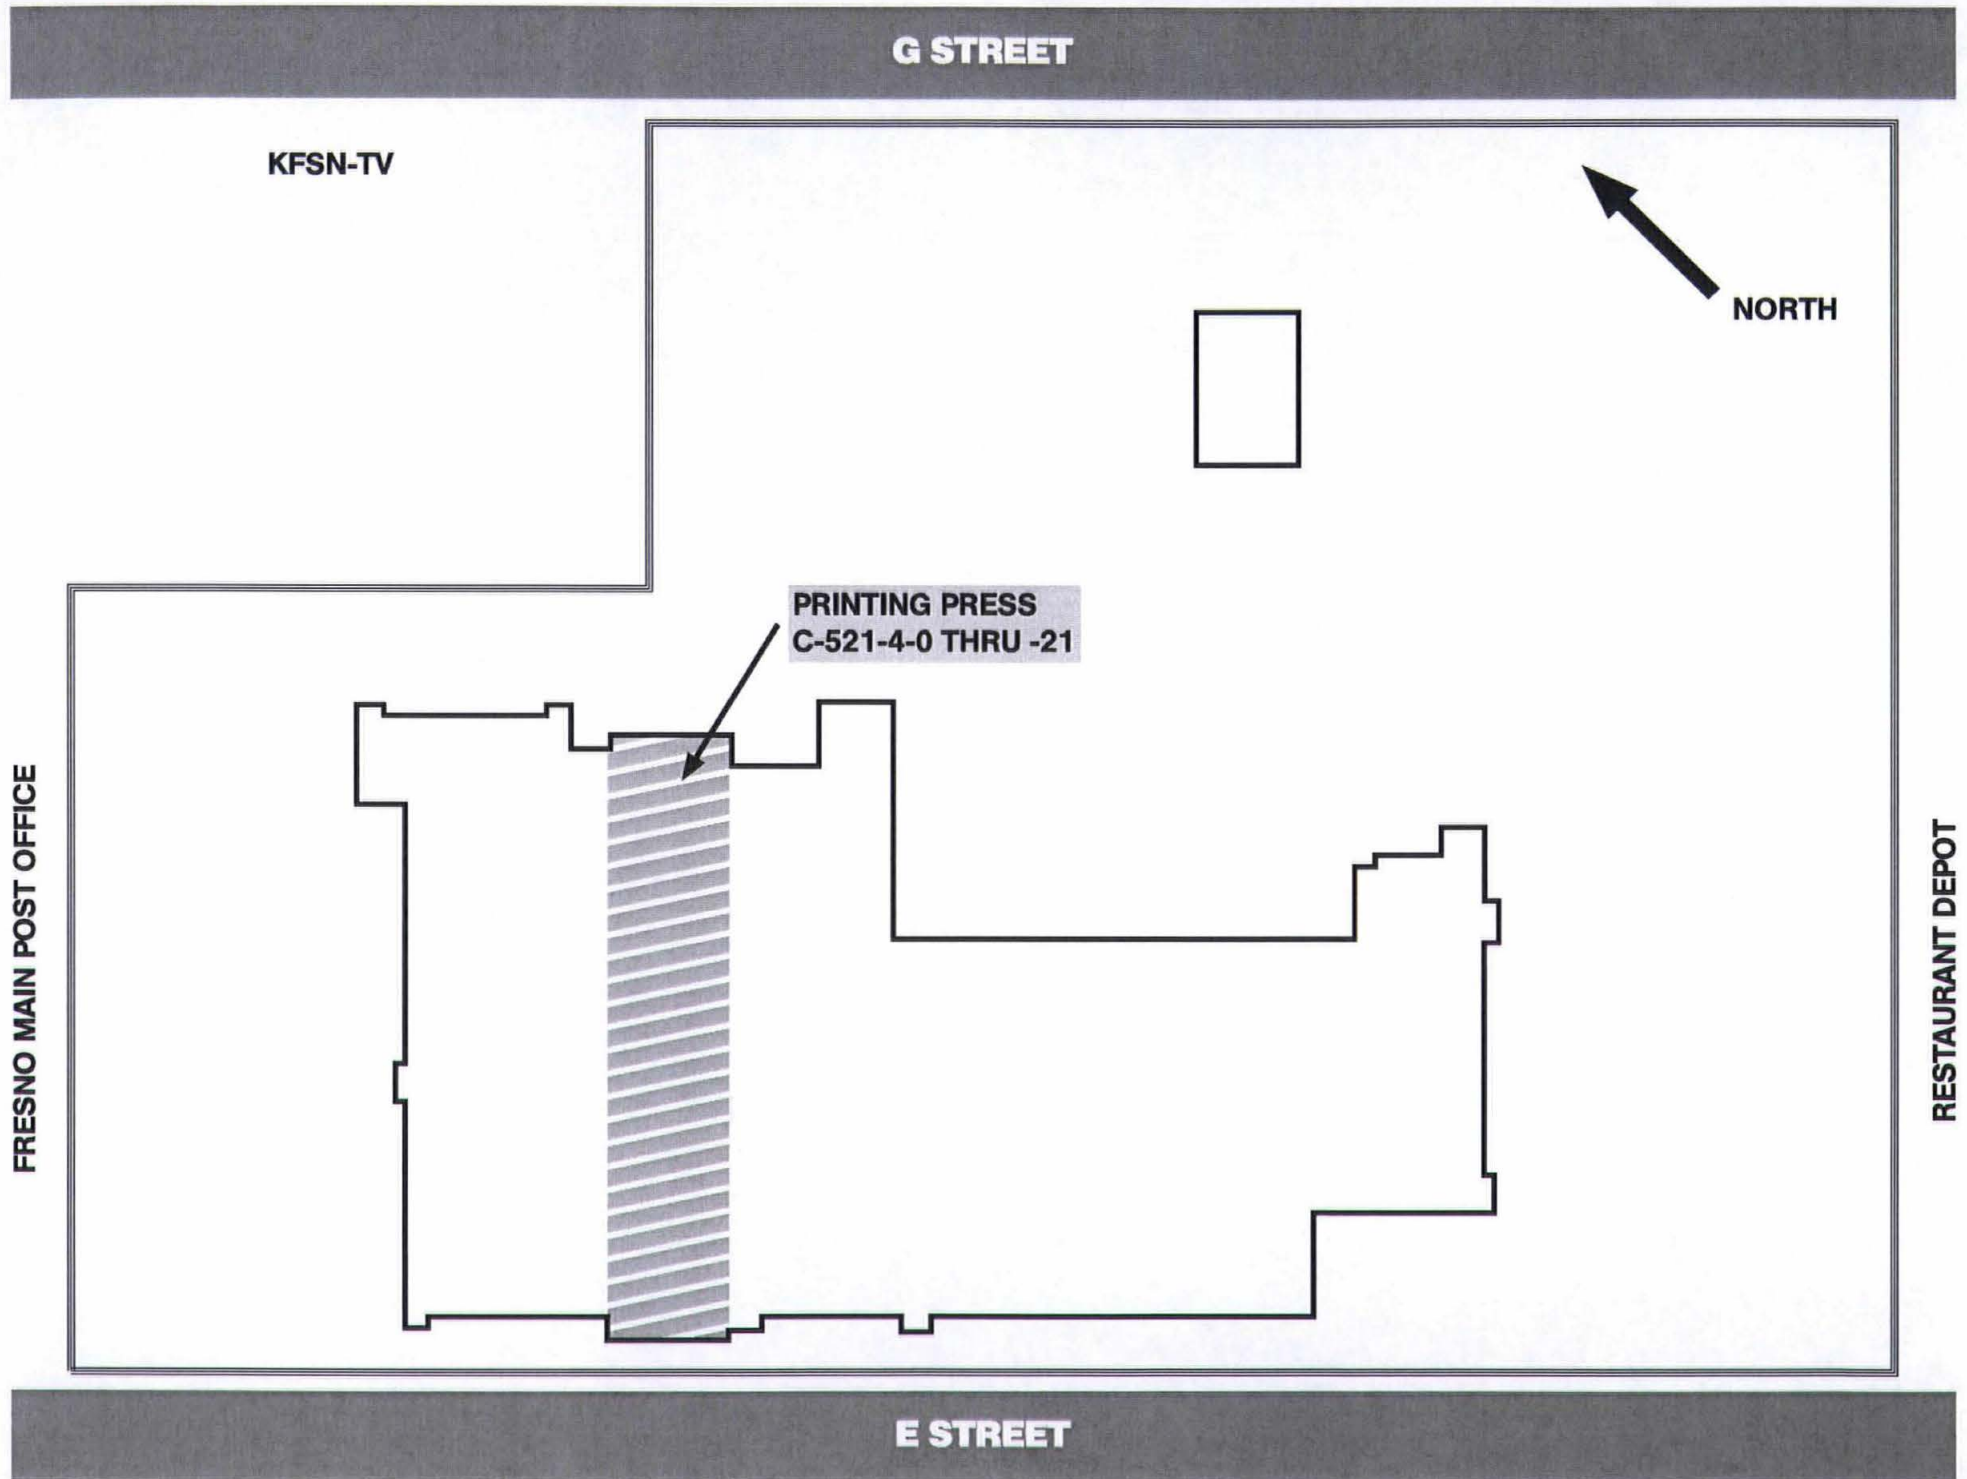 G STREET
KFSN-TV
NORTH
PRINTING PRESS
C-521-4-0 THRU -21
FRESNO MAIN POST OFFICE
RESTAURANT DEPOT
E STREET